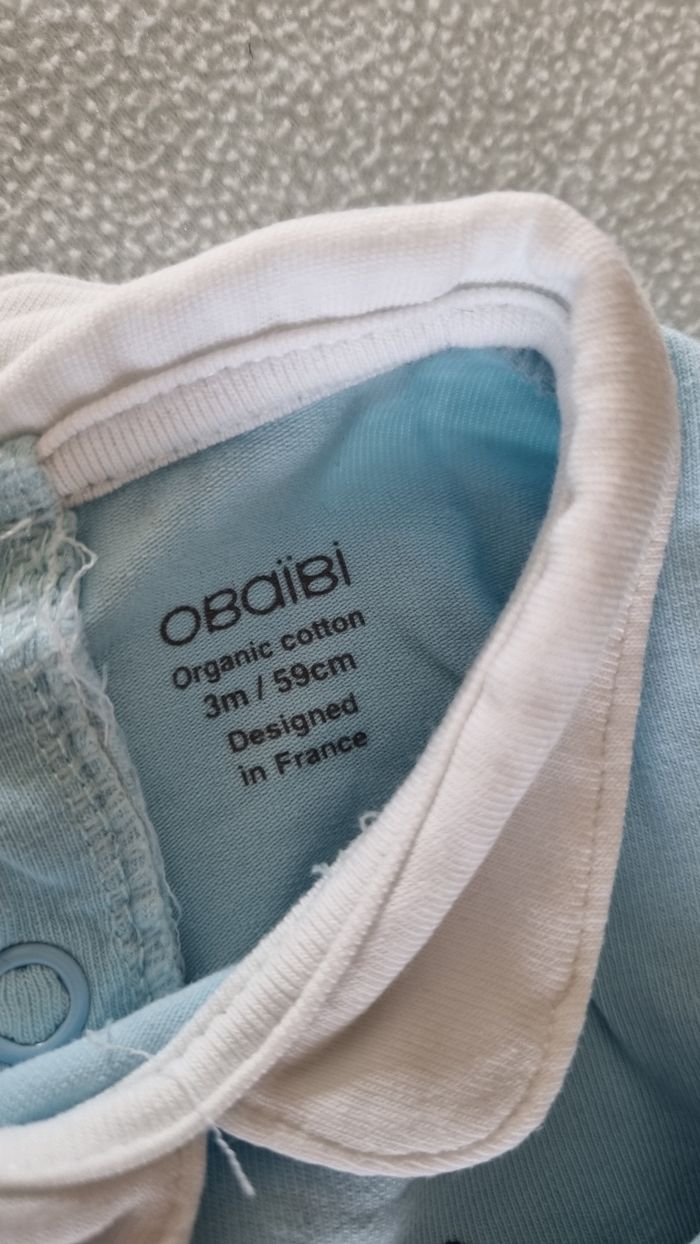 OBaïBi
Organic cotton
3m / 59cm
Designed
in France